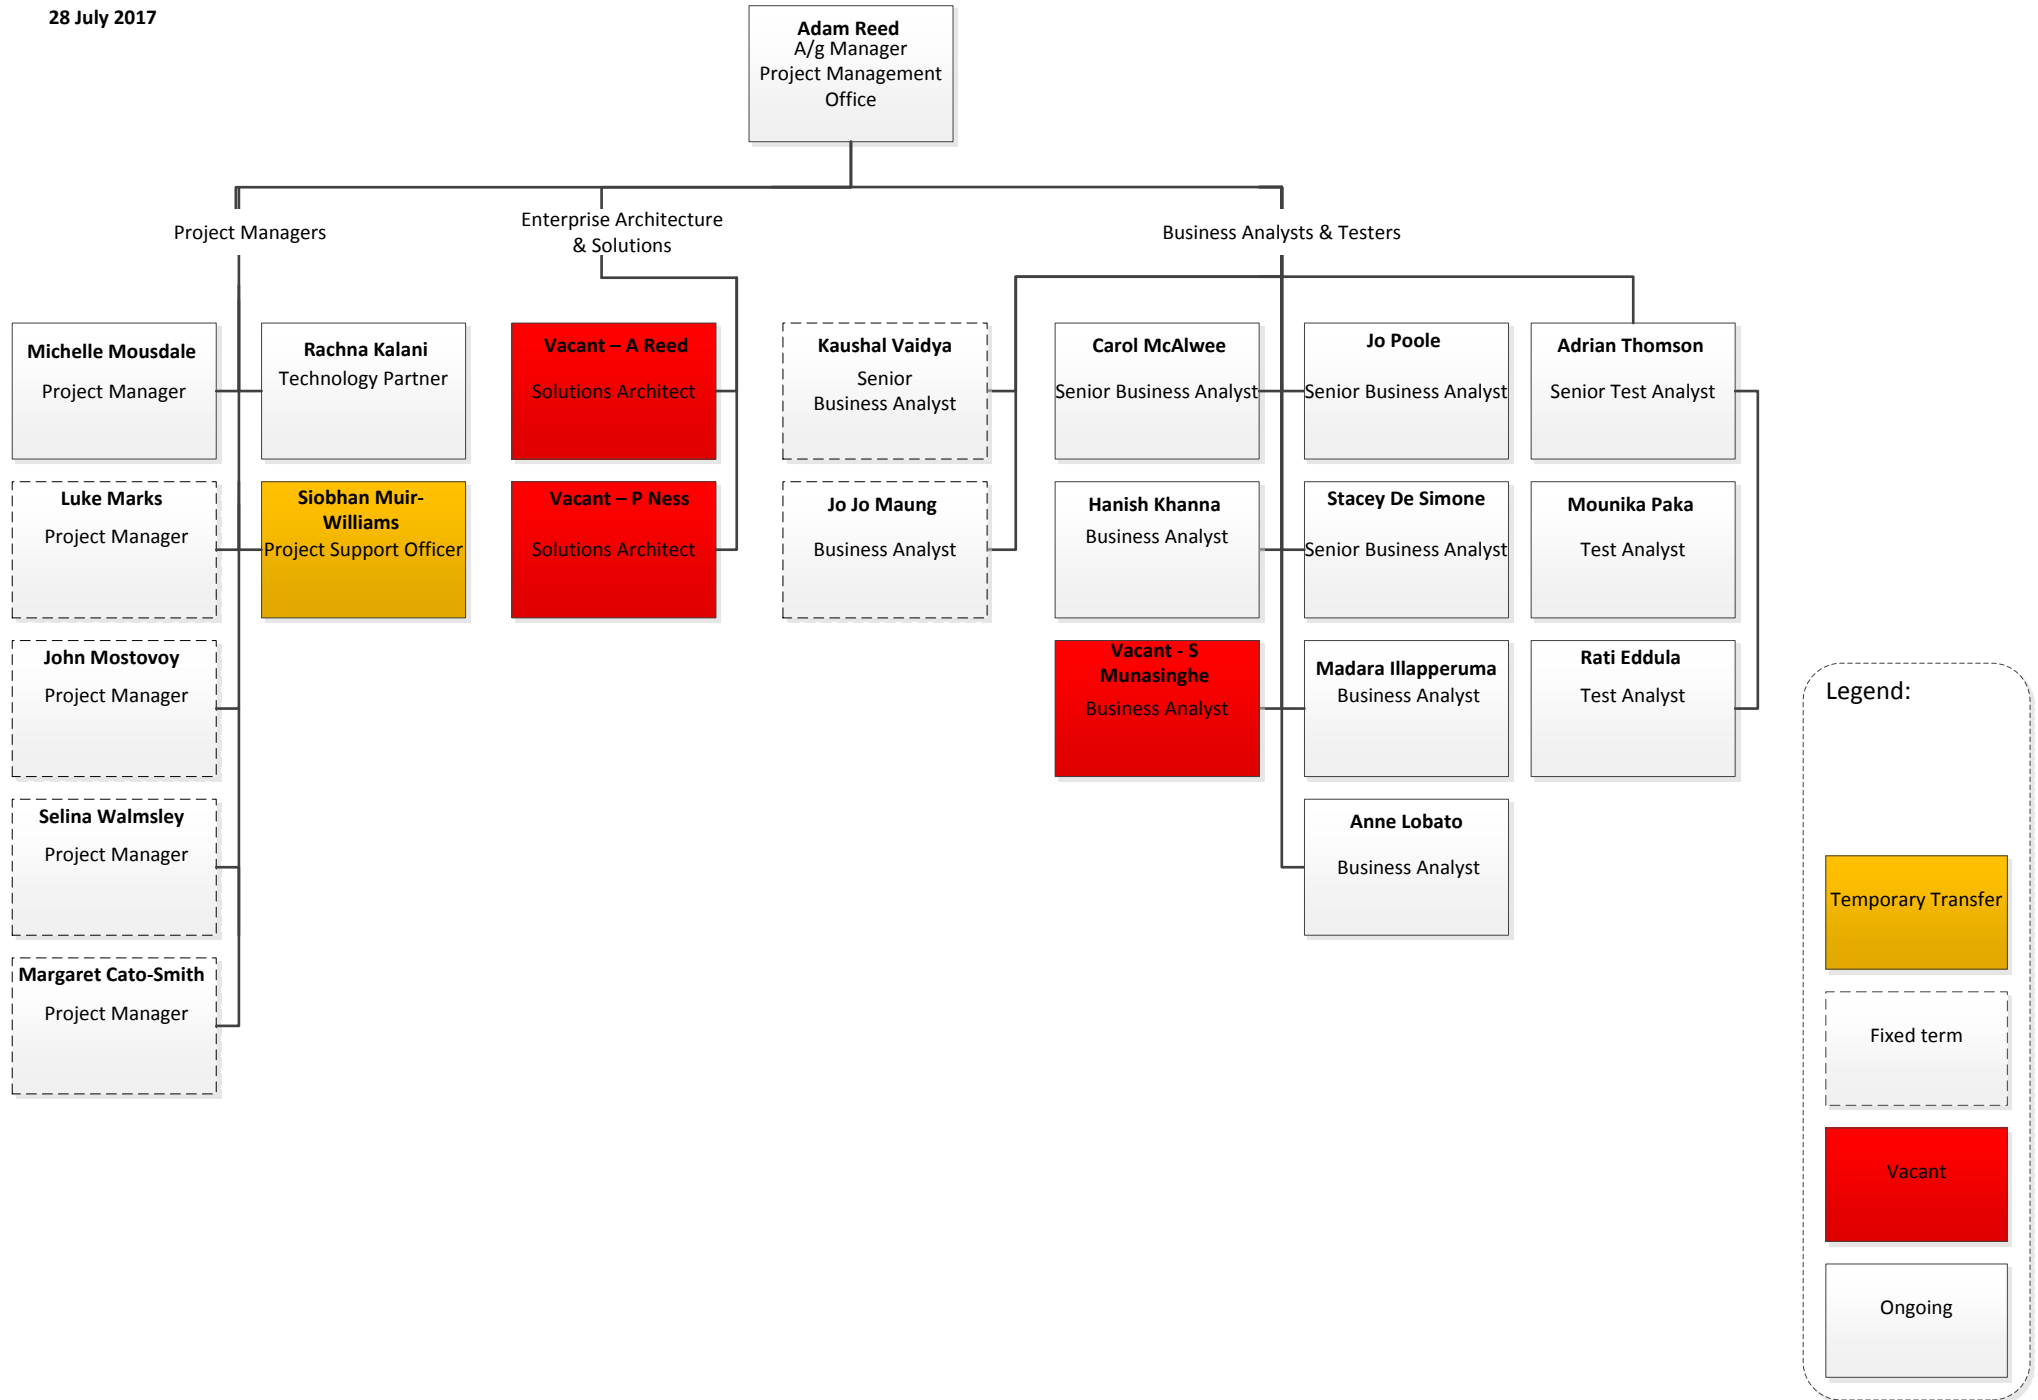 28 July 2017
Adam Reed
A/g Manager
Project Management
Office
Project Managers
Enterprise Architecture
& Solutions
Business Analysts & Testers
Michelle Mousdale
Project Manager
Rachna Kalani
Technology Partner
Vacant – A Reed
Solutions Architect
Kaushal Vaidya
Senior
Business Analyst
Carol McAlwee
Senior Business Analyst
Jo Poole
Senior Business Analyst
Adrian Thomson
Senior Test Analyst
Luke Marks
Project Manager
Siobhan Muir-
Williams
Project Support Officer
Vacant – P Ness
Solutions Architect
Jo Jo Maung
Business Analyst
Hanish Khanna
Business Analyst
Stacey De Simone
Senior Business Analyst
Mounika Paka
Test Analyst
John Mostovoy
Project Manager
Vacant - S
Munasinghe
Business Analyst
Madara Illapperuma
Business Analyst
Rati Eddula
Test Analyst
Selina Walmsley
Project Manager
Anne Lobato
Business Analyst
Margaret Cato-Smith
Project Manager
Legend:
Temporary Transfer
Fixed term
Vacant
Ongoing